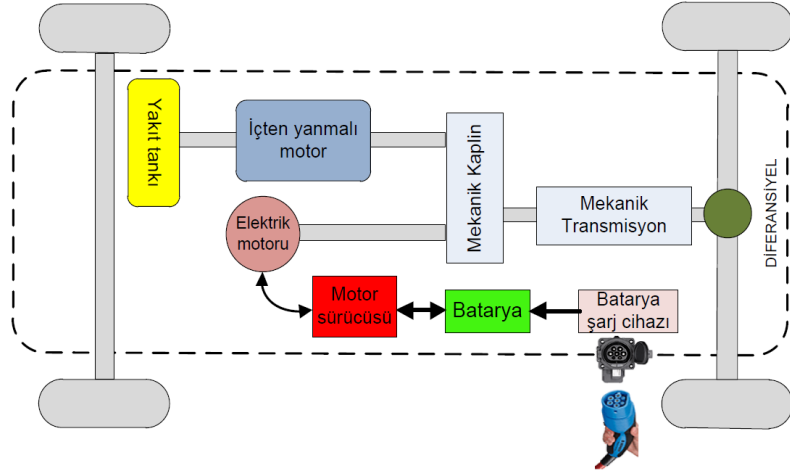 Yakıt tankı
İçten yanmalı
motor
Mekanik Kaplin
Elektrik
motoru
Mekanik
Transmisyon
DİFERANSİYEL
Motor
sürücüsü
Batarya
Batarya
şarj cihazı